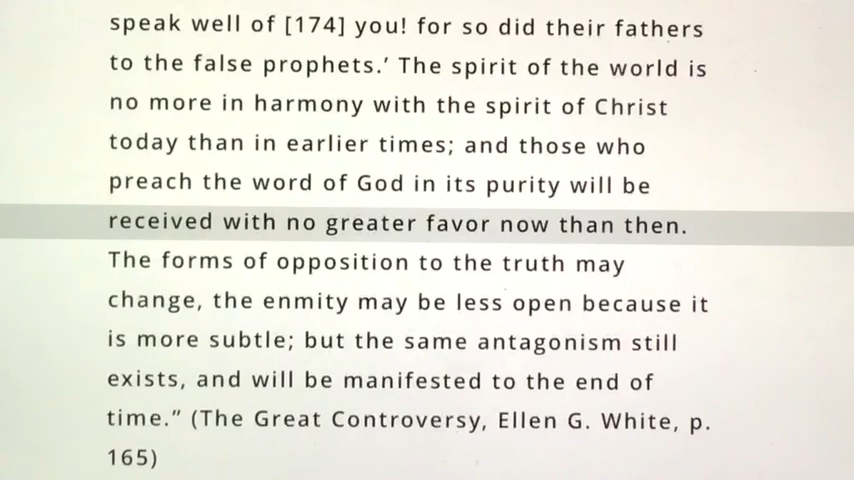 speak well of [174] you! for so did their fathers
to the false prophets.’ The spirit of the world is
no more in harmony with the spirit of Christ
today than in earlier times; and those who
preach the word of God in its purity will be
received with no greater favor now than then.
The forms of opposition to the truth may
change, the enmity may be less open because it
is more subtle; but the same antagonism still
exists, and will be manifested to the end of
time.” (The Great Controversy, Ellen G. White, p.
165)